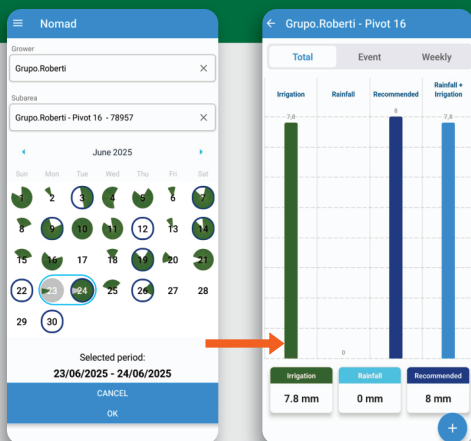 Nomad
Grower
Grupo.Roberti
Subarea
Grupo.Roberti - Pivot 16 - 78957
June 2025
Sun Mon Tue Wed Thu Fri Sat
1 2 3 4 5 6 7
8 9 10 11 12 13 14
15 16 17 18 19 20 21
22 23 24 25 26 27 28
29 30
Selected period:
23/06/2025 - 24/06/2025
CANCEL
OK
Grupo.Roberti - Pivot 16
Total Event Weekly
Irrigation Rainfall Recommended Rainfall +
Irrigation
7,8 0 8 7,8
Irrigation Rainfall Recommended
7.8 mm 0 mm 8 mm
+